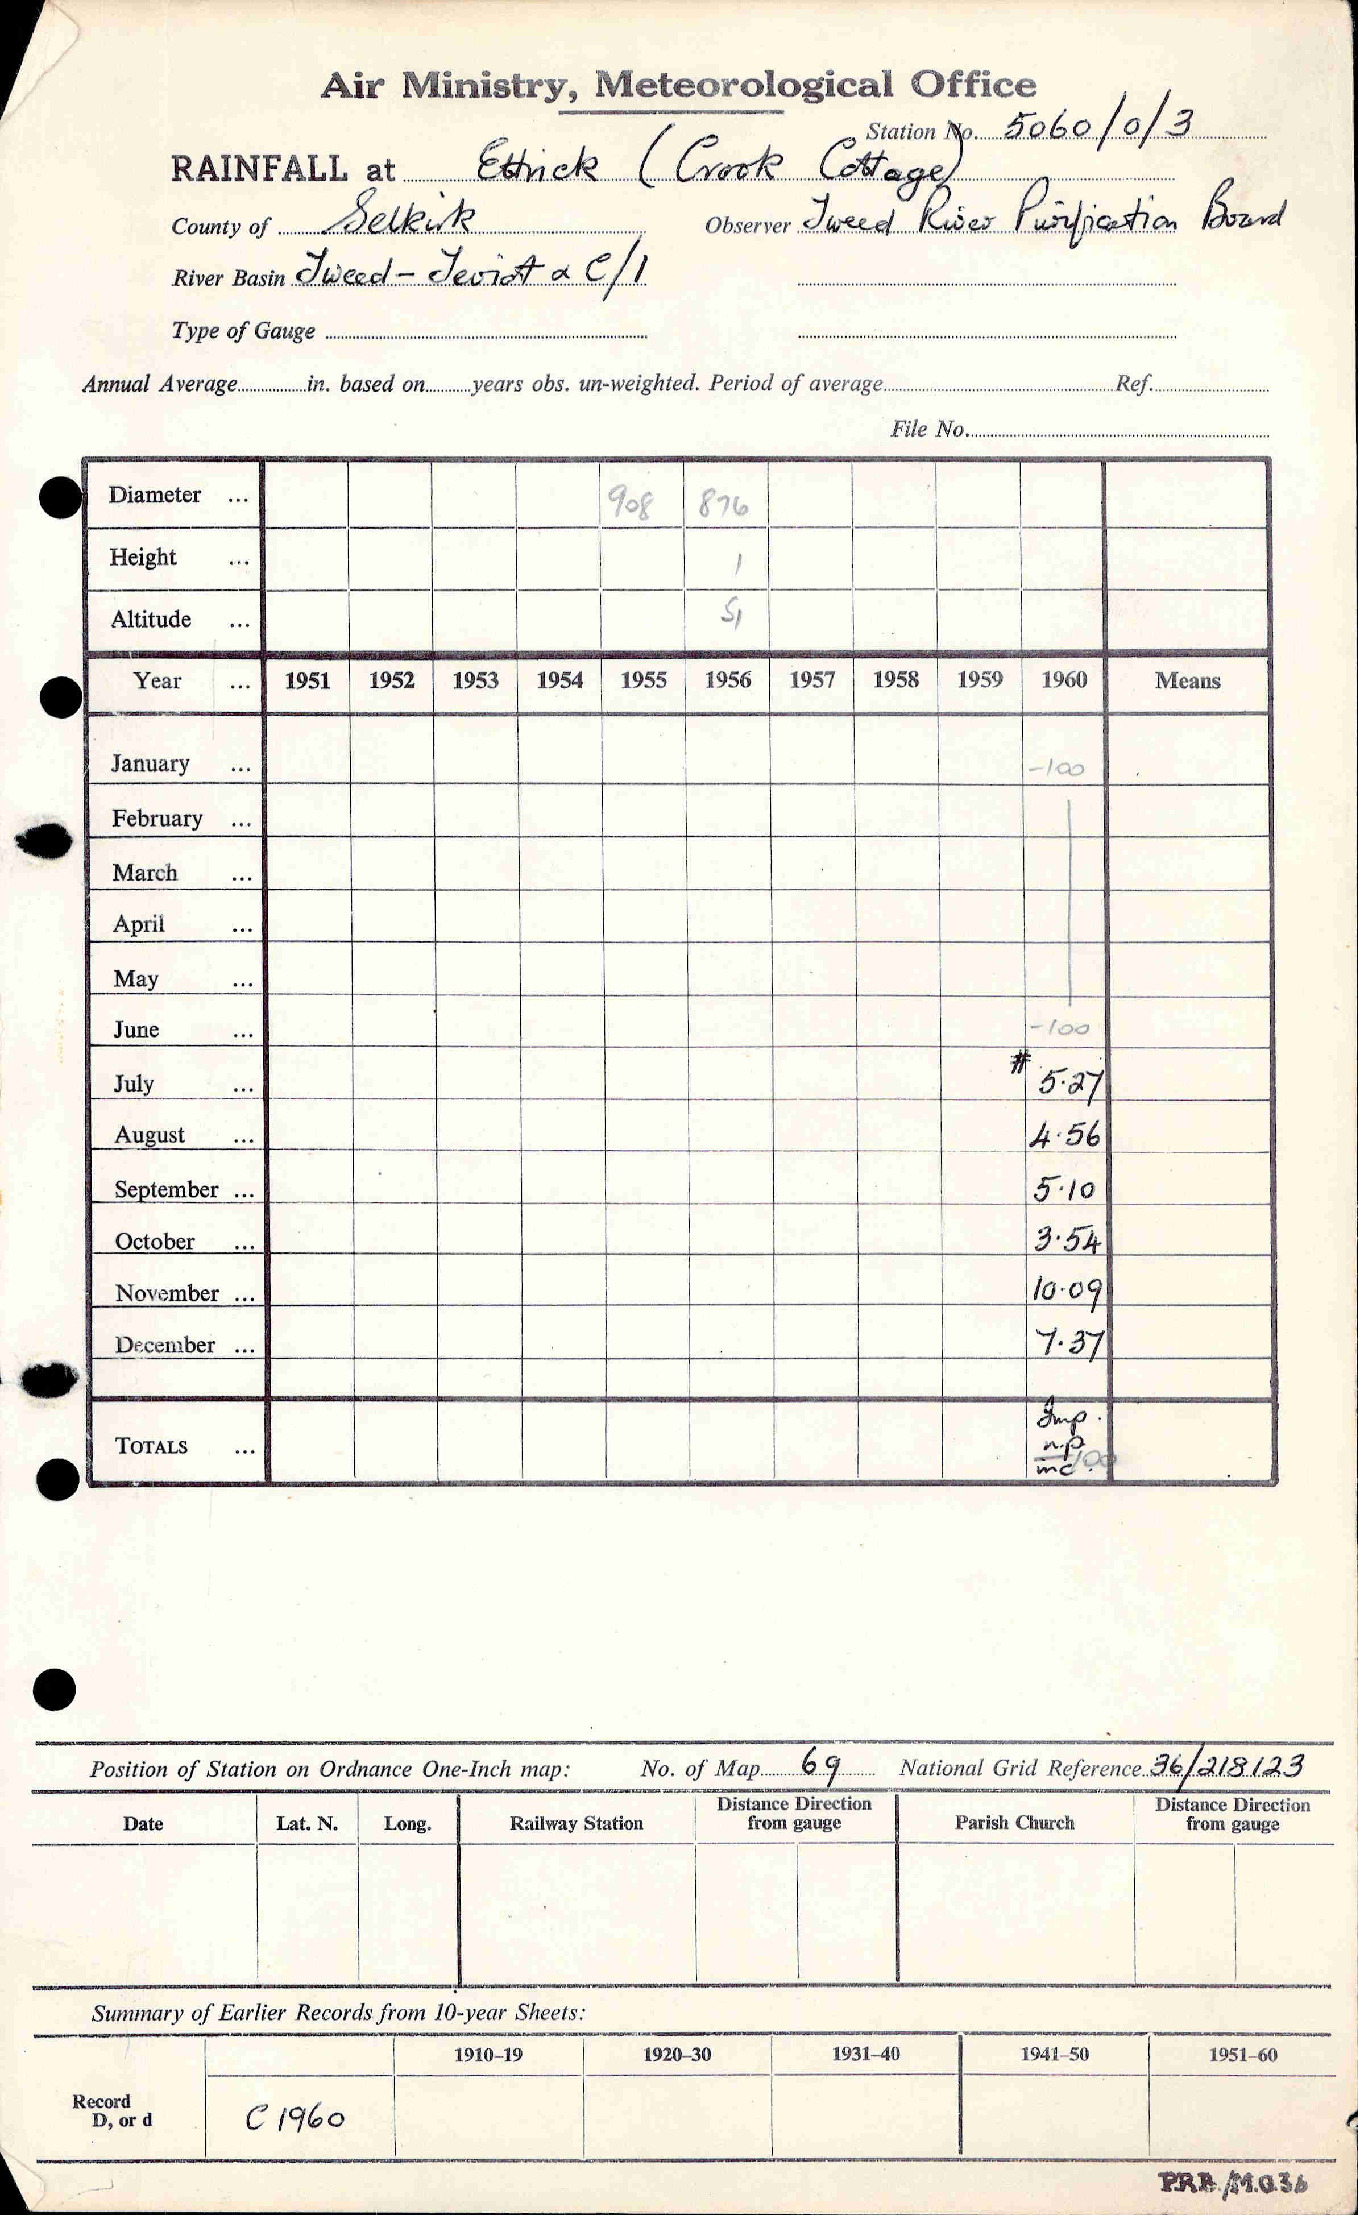 Air Ministry, Meteorological Office
Station No. 5060/0/3
RAINFALL at Ettrick (Crook Cottage)
County of Selkirk Observer Tweed River Purification Board
River Basin Tweed - Teviot & C/1
Type of Gauge
Annual Average in. based on years obs. un-weighted. Period of average Ref.
File No.
Diameter ... 908 876
Height ... 1
Altitude ...
Year ... 1951 1952 1953 1954 1955 1956 1957 1958 1959 1960 Means
January ... -100
February ...
March ...
April ...
May ...
June ... -100
July ... # 5.27
August ... 4.56
September ... 5.10
October ... 3.54
November ... 10.09
December ... 7.37
TOTALS ... Imp. n.p. mc. -100
Position of Station on Ordnance One-Inch map: No. of Map 69 National Grid Reference 36/218123
Date Lat. N. Long. Railway Station Distance Direction from gauge Parish Church Distance Direction from gauge
Summary of Earlier Records from 10-year Sheets:
1910–19 1920–30 1931–40 1941–50 1951–60
Record D, or d C 1960
PRB/M.O.36